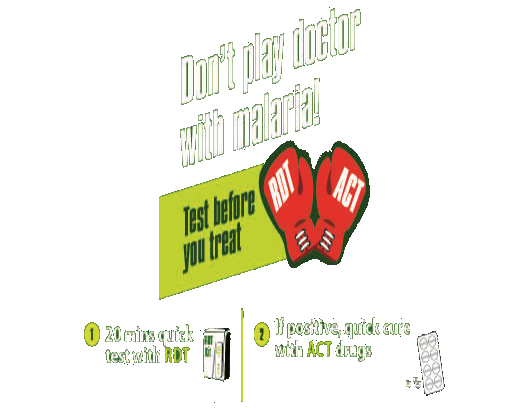 Don't play doctor
with malaria!
RDT
ACT
Test before
you treat
1 20 mins quick
test with RDT
2 If positive, quick cure
with ACT drugs